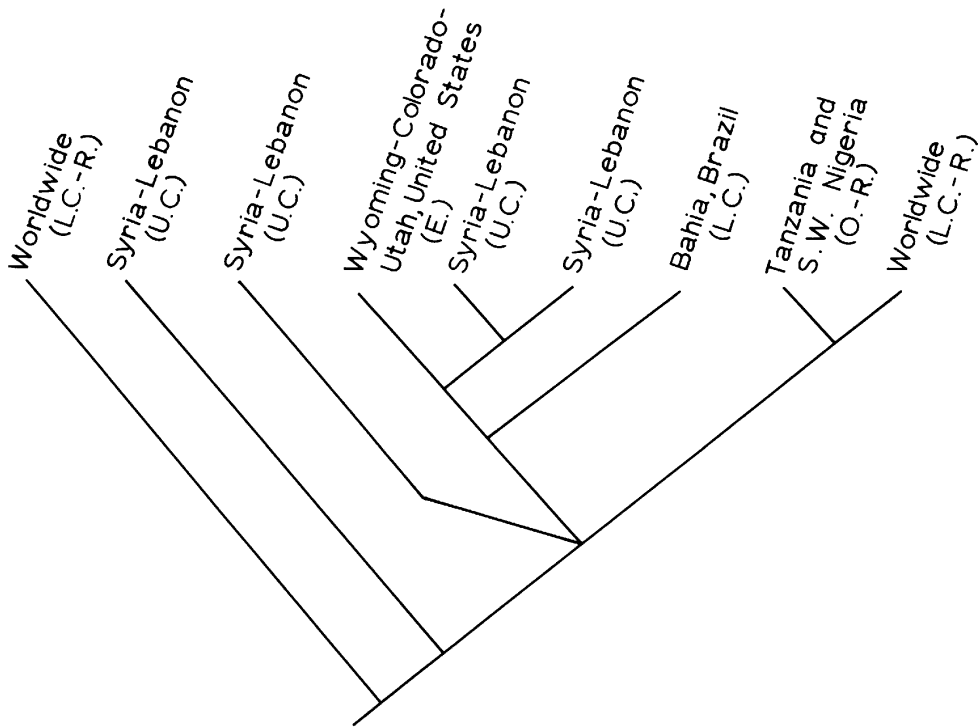 Worldwide
(L.C.-R.)
Syria-Lebanon
(U.C.)
Syria-Lebanon
(U.C.)
Wyoming-Colorado-
Utah, United States
(E.)
Syria-Lebanon
(U.C.)
Syria-Lebanon
(U.C.)
Bahia, Brazil
(L.C.)
Tanzania and
S.W. Nigeria
(O.-R.)
Worldwide
(L.C.-R.)